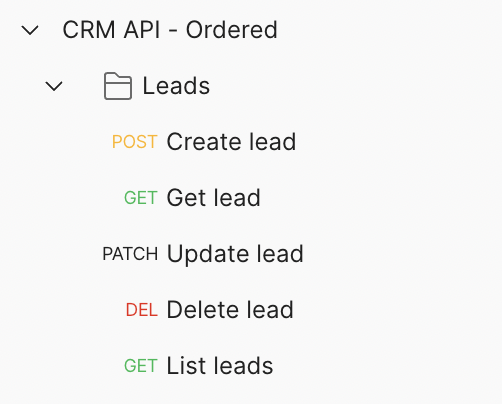 CRM API - Ordered
Leads
POST Create lead
GET Get lead
PATCH Update lead
DEL Delete lead
GET List leads